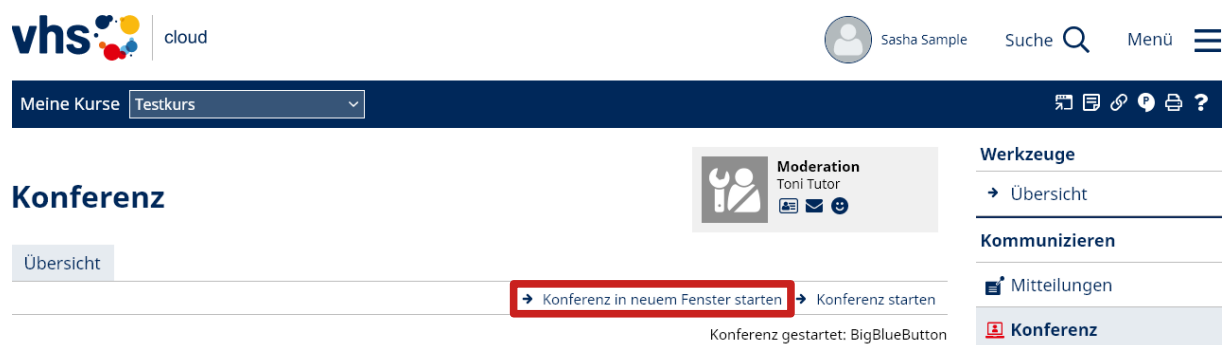 vhs cloud
Sasha Sample Suche Menü
Meine Kurse Testkurs
P ?
Konferenz
Moderation
Toni Tutor
Übersicht
Konferenz in neuem Fenster starten Konferenz starten
Konferenz gestartet: BigBlueButton
Werkzeuge
Übersicht
Kommunizieren
Mitteilungen
Konferenz